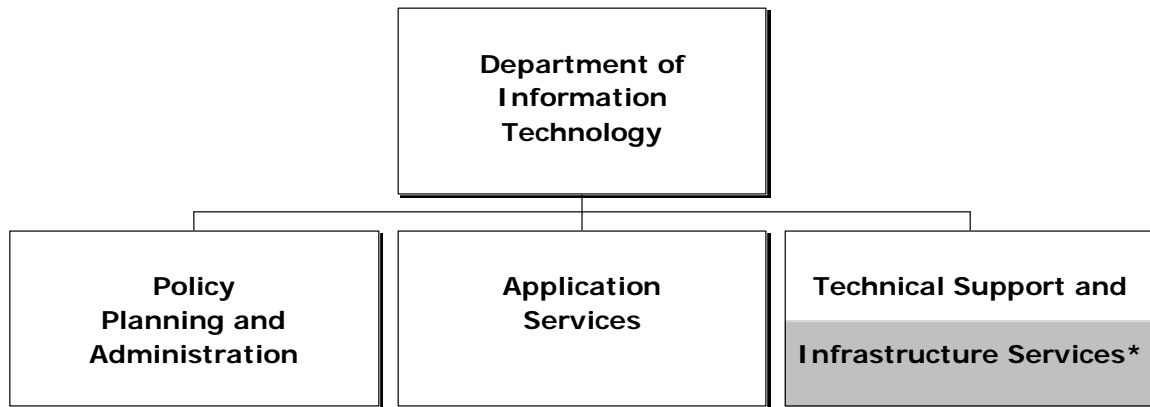 Department of
Information
Technology
Policy
Planning and
Administration
Application
Services
Technical Support and
Infrastructure Services*